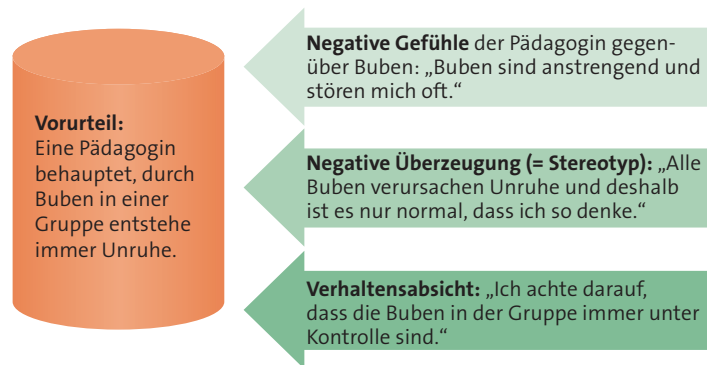 Vorurteil:
Eine Pädagogin
behauptet, durch
Buben in einer
Gruppe entstehe
immer Unruhe.
Negative Gefühle der Pädagogin gegen-
über Buben: „Buben sind anstrengend und
stören mich oft.“
Negative Überzeugung (= Stereotyp): „Alle
Buben verursachen Unruhe und deshalb
ist es nur normal, dass ich so denke.“
Verhaltensabsicht: „Ich achte darauf,
dass die Buben in der Gruppe immer unter
Kontrolle sind.“